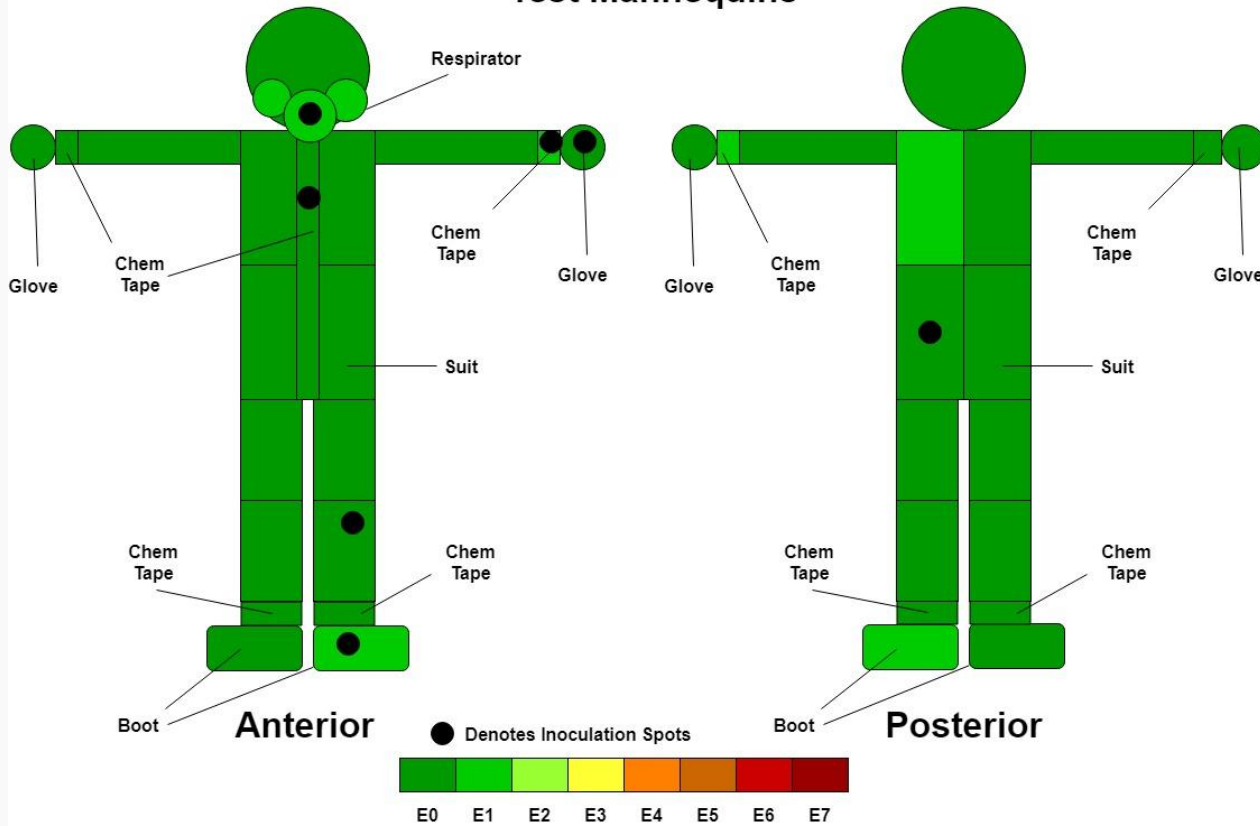 Test Mannequins
Respirator
Chem
Tape
Glove
Chem
Tape
Glove
Suit
Chem
Tape
Chem
Tape
Boot
Anterior
Glove
Chem
Tape
Chem
Tape
Glove
Suit
Chem
Tape
Chem
Tape
Boot
Posterior
Denotes Inoculation Spots
E0 E1 E2 E3 E4 E5 E6 E7